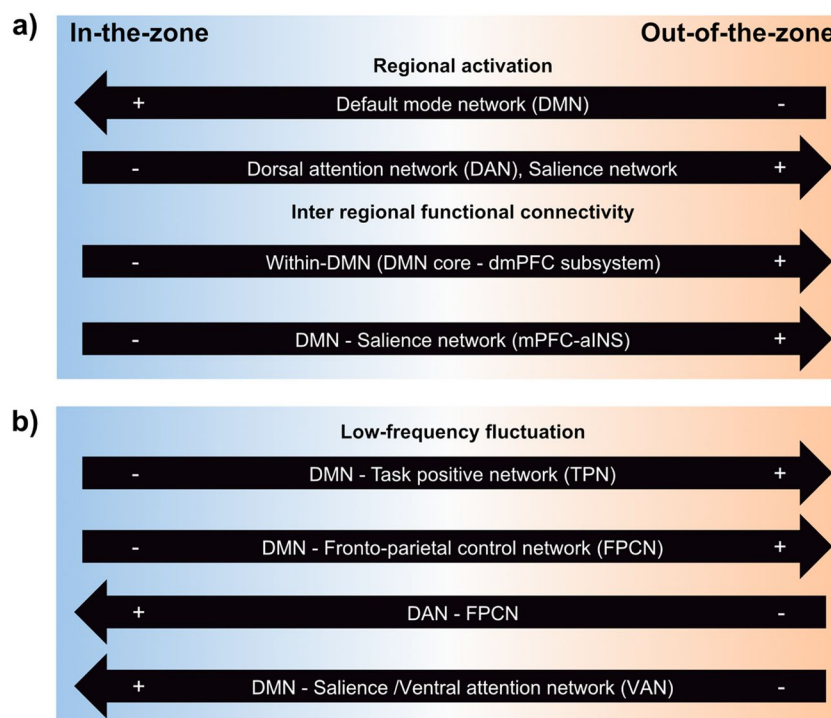 a)
In-the-zone Out-of-the-zone
Regional activation
+ Default mode network (DMN) -
- Dorsal attention network (DAN), Salience network +
Inter regional functional connectivity
- Within-DMN (DMN core - dmPFC subsystem) +
- DMN - Salience network (mPFC-aINS) +
b)
Low-frequency fluctuation
- DMN - Task positive network (TPN) +
- DMN - Fronto-parietal control network (FPCN) +
+ DAN - FPCN -
+ DMN - Salience /Ventral attention network (VAN) -